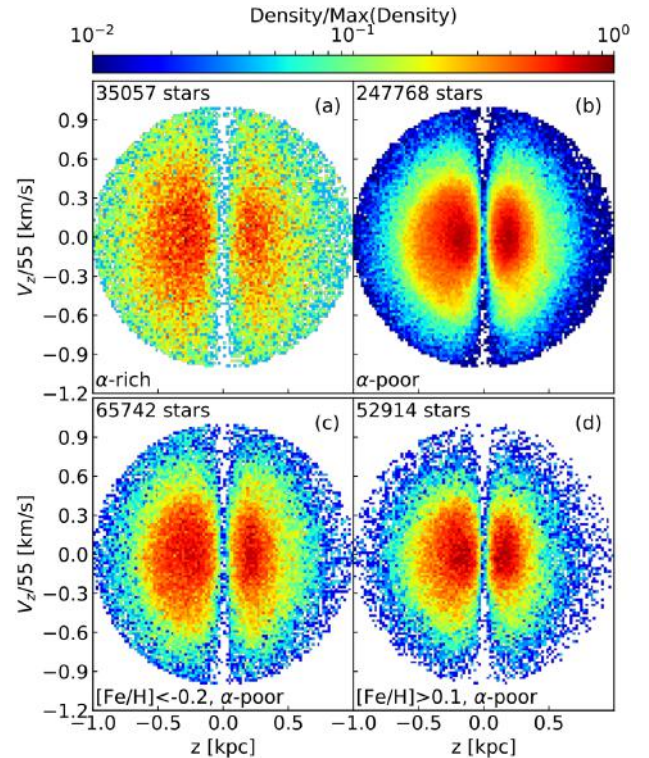 Density/Max(Density)
10⁻² 10⁻¹ 10⁰
35057 stars (a)
247768 stars (b)
0.9
0.6
0.3
0.0
−0.3
−0.6
−0.9
−1.2
V_z/55 [km/s]
α-rich
α-poor
65742 stars (c)
52914 stars (d)
0.9
0.6
0.3
0.0
−0.3
−0.6
−0.9
−1.2
V_z/55 [km/s]
[Fe/H]<-0.2, α-poor
[Fe/H]>0.1, α-poor
−1.0 −0.5 0.0 0.5 −1.0 −0.5 0.0 0.5
z [kpc] z [kpc]